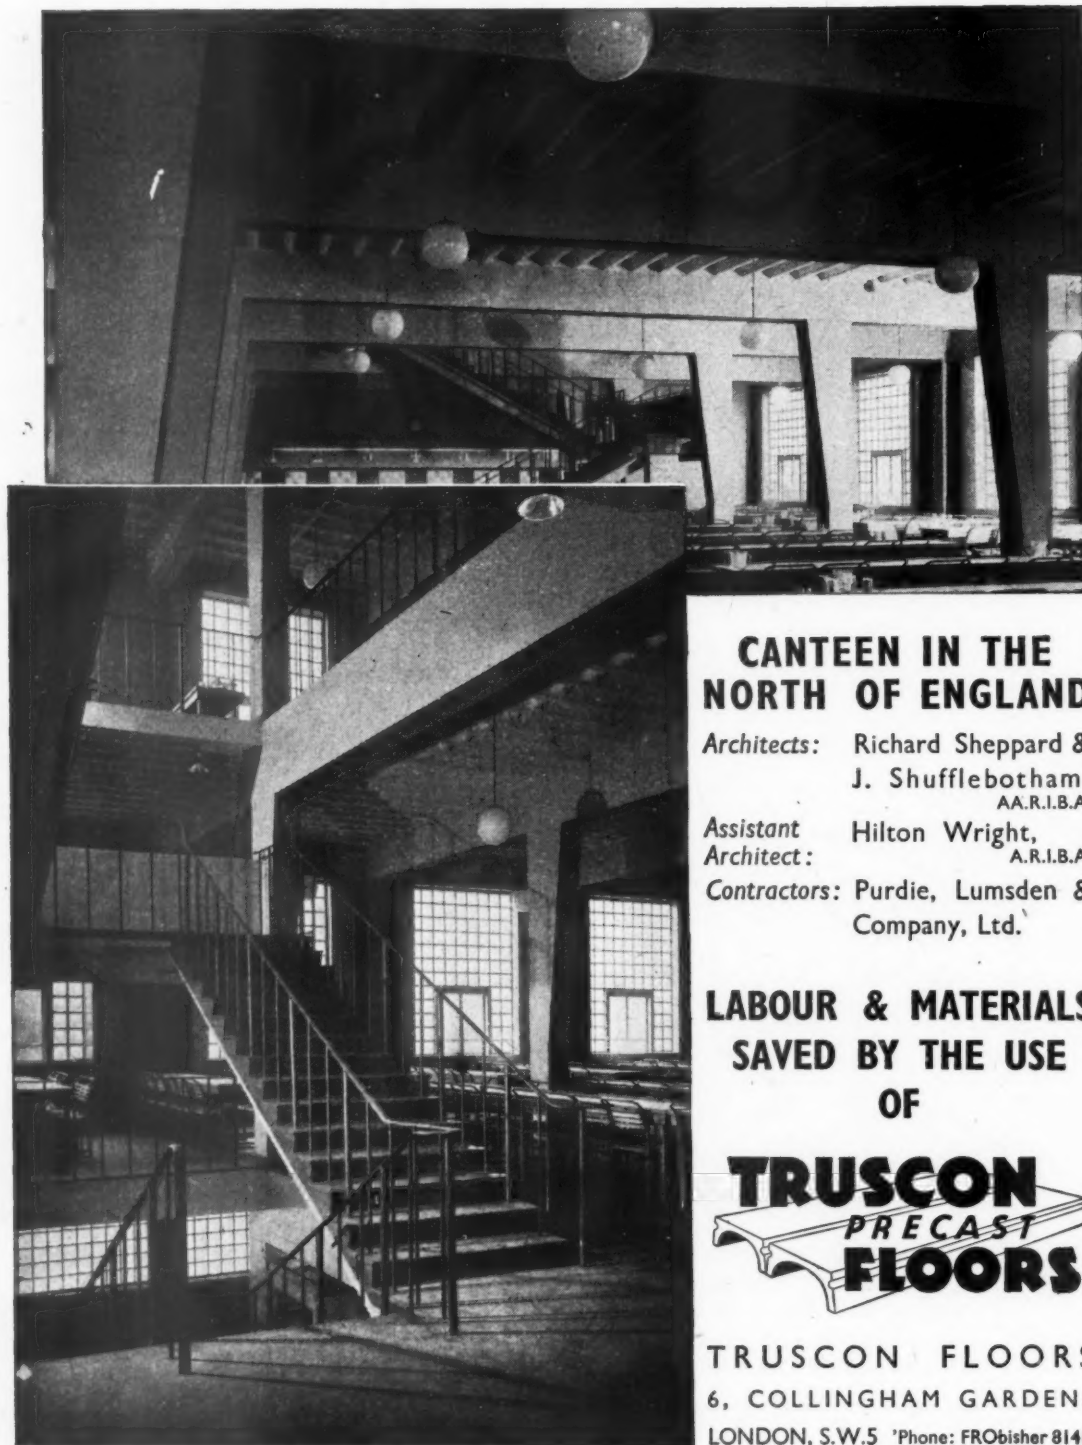 CANTEEN IN THE
NORTH OF ENGLAND
Architects: Richard Sheppard &
J. Shufflebotham
AA.R.I.B.A
Assistant Architect: Hilton Wright,
A.R.I.B.A
Contractors: Purdie, Lumsden &
Company, Ltd.
LABOUR & MATERIALS
SAVED BY THE USE
OF
TRUSCON
PRECAST
FLOORS
TRUSCON FLOORS
6, COLLINGHAM GARDEN
LONDON, S.W.5 'Phone: FRObisher 814